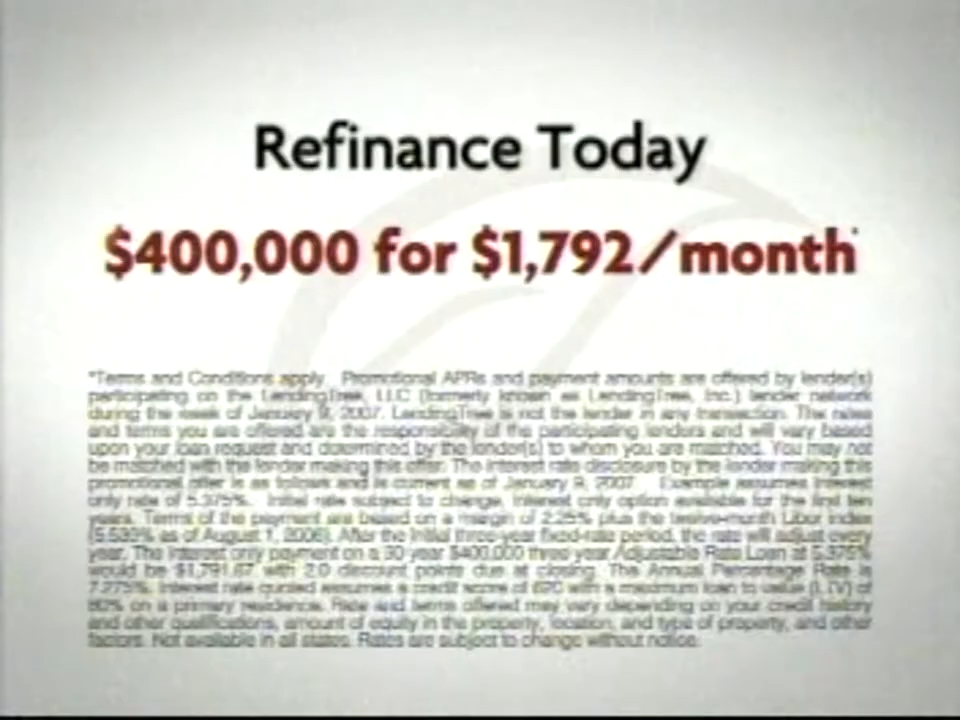 Refinance Today
$400,000 for $1,792/month*
*Terms and Conditions apply. Promotional APRs and payment amounts are offered by lender(s)
participating on the LendingTree, LLC (formerly known as LendingTree, Inc.) lender network
during the week of January 9, 2007. LendingTree is not the lender in any transaction. The rates
and terms you are offered are the responsibility of the participating lenders and will vary based
upon your loan request and determined by the lender(s) to whom you are matched. You may not
be matched with the lender making this offer. The interest rate disclosure by the lender making this
promotional offer is as follows and is current as of January 9, 2007. Example assumes interest
only rate of 5.375%. Initial rate subject to change. Interest only option available for the first ten
years. Terms of the payment are based on a margin of 2.25% plus the twelve-month Libor index
as of August 1, 2006). After the initial three-year fixed-rate period, the rate will adjust every
year. The interest only payment on a 30 year $400,000 three year Adjustable Rate Loan at 5.375%
would be $1,791.67 with 2.0 discount points due at closing. The Annual Percentage Rate is
7.275%. Interest rate quoted assumes a credit score of 620 with a maximum loan to value (LTV) of
80% on a primary residence. Rate and terms offered may vary depending on your credit history
and other qualifications, amount of equity in the property, location, and type of property, and other
factors. Not available in all states. Rates are subject to change without notice.